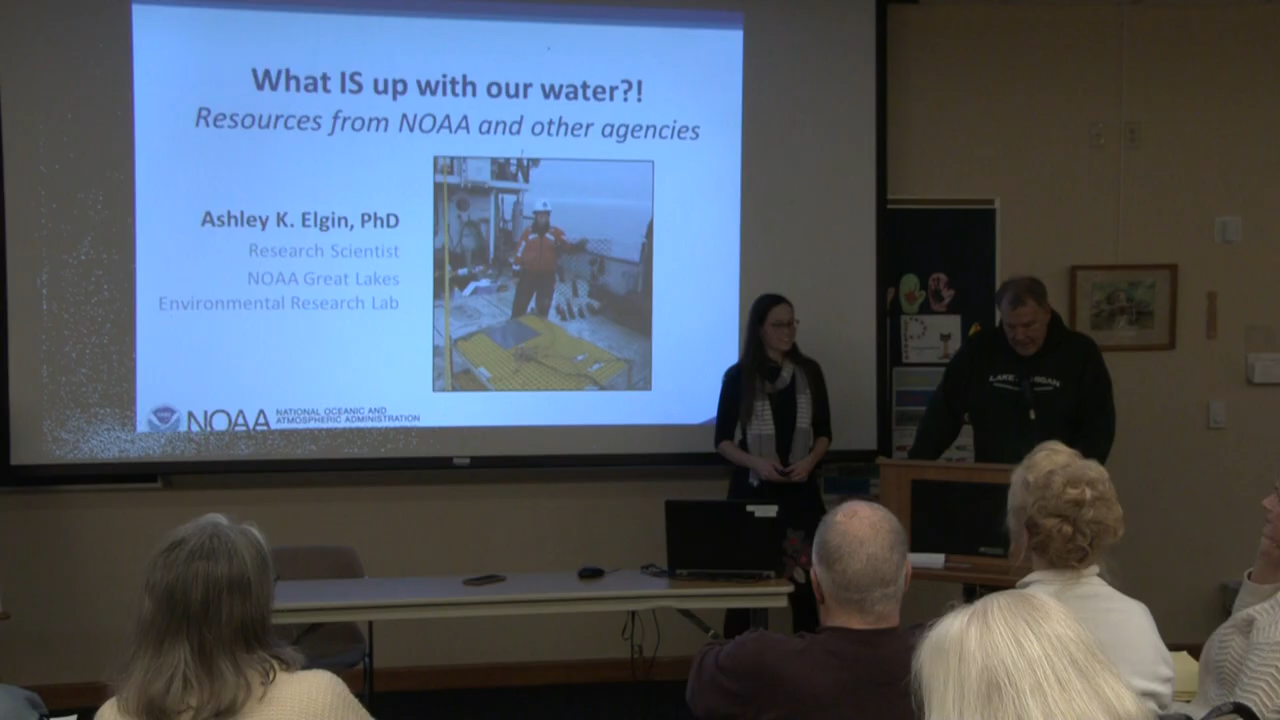 What IS up with our water?!
Resources from NOAA and other agencies
Ashley K. Elgin, PhD
Research Scientist
NOAA Great Lakes
Environmental Research Lab
NOAA
NATIONAL OCEANIC AND
ATMOSPHERIC ADMINISTRATION
LAKE